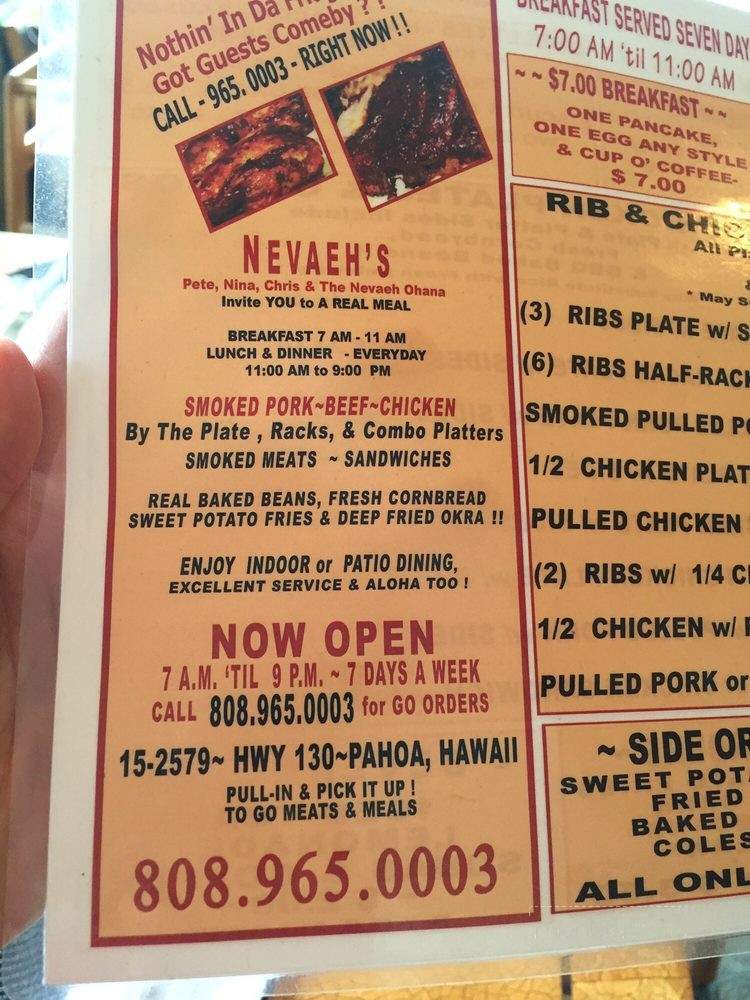 Nothin' In Da
Got Guests Comeby ? ?
CALL - 965. 0003 - RIGHT NOW !!
NEVAEH'S
Pete, Nina, Chris & The Nevaeh Ohana
Invite YOU to A REAL MEAL
BREAKFAST 7 AM - 11 AM
LUNCH & DINNER - EVERYDAY
11:00 AM to 9:00 PM
SMOKED PORK~BEEF~CHICKEN
By The Plate , Racks, & Combo Platters
SMOKED MEATS ~ SANDWICHES
REAL BAKED BEANS, FRESH CORNBREAD
SWEET POTATO FRIES & DEEP FRIED OKRA !!
ENJOY INDOOR or PATIO DINING,
EXCELLENT SERVICE & ALOHA TOO !
NOW OPEN
7 A.M. 'TIL 9 P.M. ~ 7 DAYS A WEEK
CALL 808.965.0003 for GO ORDERS
15-2579~ HWY 130~PAHOA, HAWAII
PULL-IN & PICK IT UP !
TO GO MEATS & MEALS
808.965.0003
BREAKFAST SERVED SEVEN DAY
7:00 AM 'til 11:00 AM
~ ~ $7.00 BREAKFAST ~ ~
ONE PANCAKE,
ONE EGG ANY STYLE
& CUP O' COFFEE-
$ 7.00
RIB & CHIC
All Pl
&
* May S
(3) RIBS PLATE w/ S
(6) RIBS HALF-RACK
SMOKED PULLED PO
1/2 CHICKEN PLAT
PULLED CHICKEN
(2) RIBS w/ 1/4 C
1/2 CHICKEN w/
PULLED PORK or
~ SIDE OR
SWEET POTA
FRIED
BAKED
COLES
ALL ONL